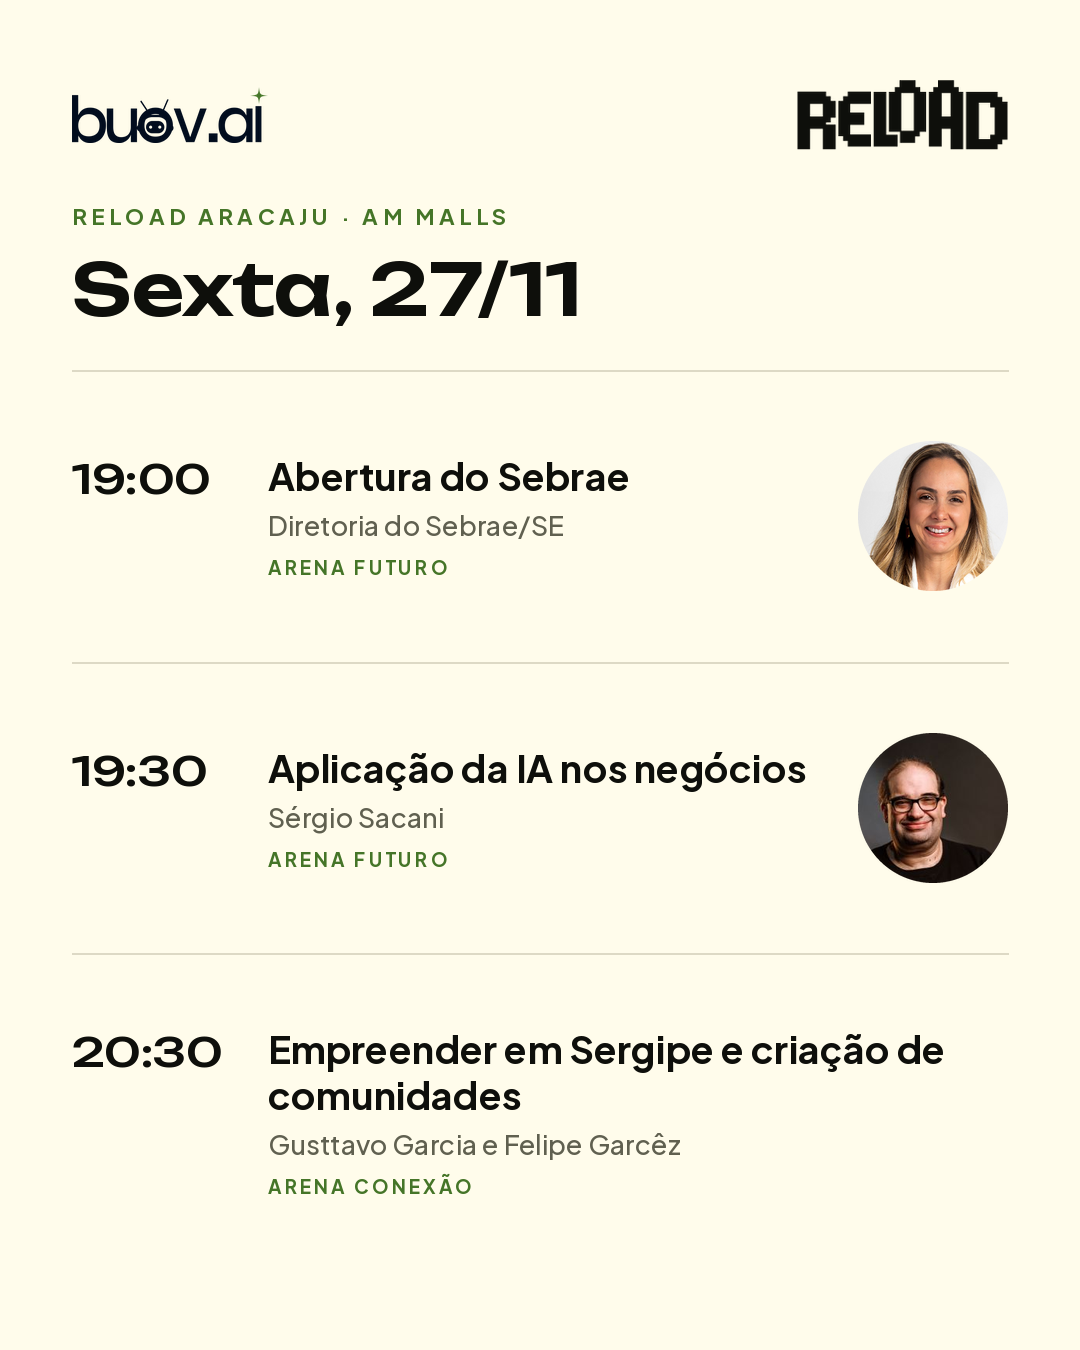 buov.ai
RELOAD
RELOAD ARACAJU · AM MALLS
Sexta, 27/11
19:00
Abertura do Sebrae
Diretoria do Sebrae/SE
ARENA FUTURO
19:30
Aplicação da IA nos negócios
Sérgio Sacani
ARENA FUTURO
20:30
Empreender em Sergipe e criação de
comunidades
Gusttavo Garcia e Felipe Garcêz
ARENA CONEXÃO